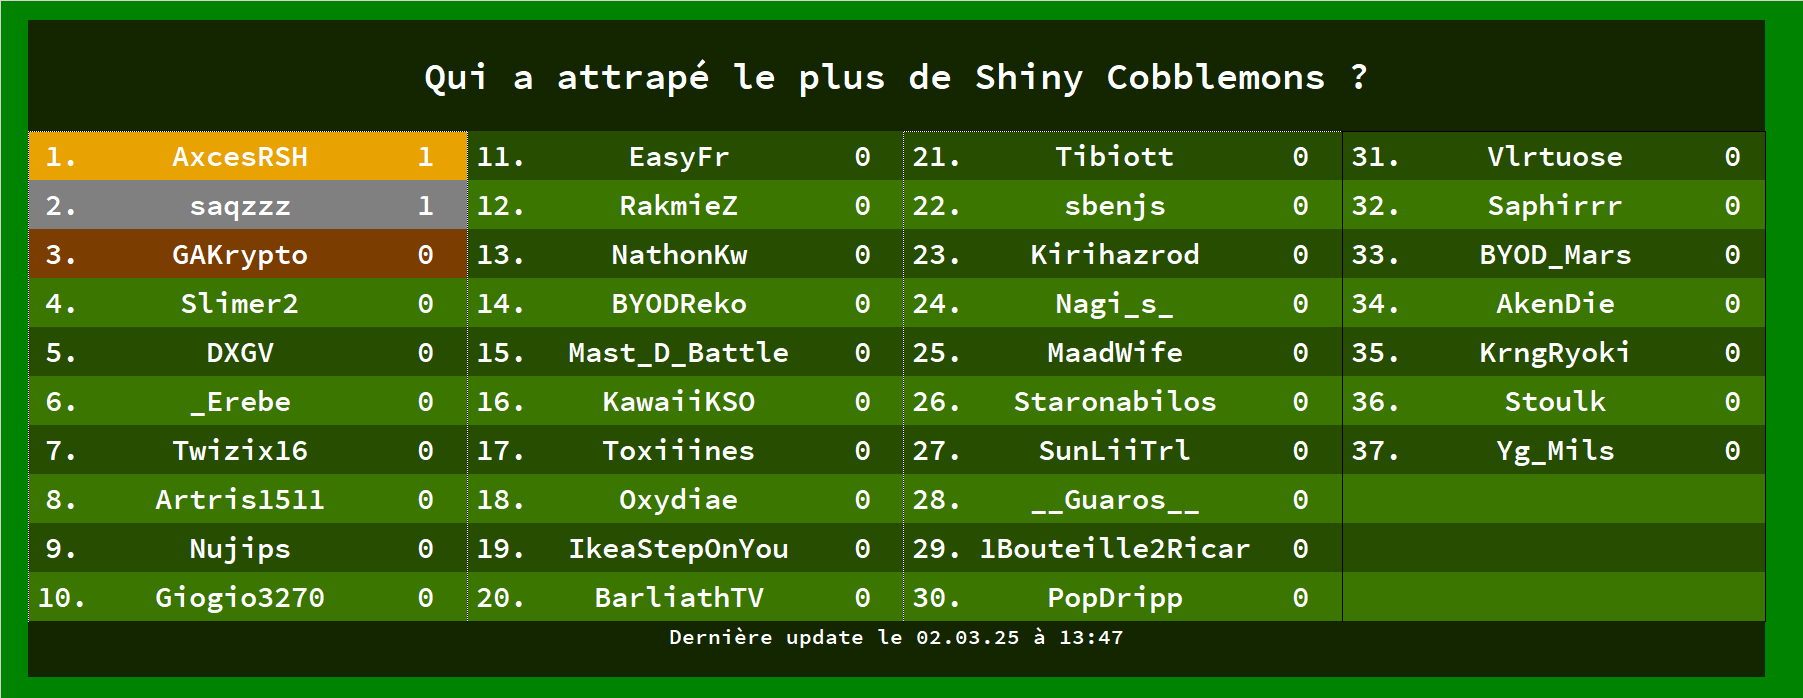 Qui a attrapé le plus de Shiny Cobblemons ?
1. AxcesRSH 1
2. saqzzz 1
3. GAKrypto 0
4. Slimer2 0
5. DXGV 0
6. _Erebe 0
7. Twizix16 0
8. Artris1511 0
9. Nujips 0
10. Giogio3270 0
11. EasyFr 0
12. RakmieZ 0
13. NathonKw 0
14. BYODReko 0
15. Mast_D_Battle 0
16. KawaiiKSO 0
17. Toxiiines 0
18. Oxydiae 0
19. IkeaStepOnYou 0
20. BarliathTV 0
21. Tibiott 0
22. sbenjs 0
23. Kirihazrod 0
24. Nagi_s_ 0
25. MaadWife 0
26. Staronabilos 0
27. SunLiiTrl 0
28. __Guaros__ 0
29. 1Bouteille2Ricar 0
30. PopDripp 0
31. Vlrtuose 0
32. Saphirrr 0
33. BYOD_Mars 0
34. AkenDie 0
35. KrngRyoki 0
36. Stoulk 0
37. Yg_Mils 0
Dernière update le 02.03.25 à 13:47